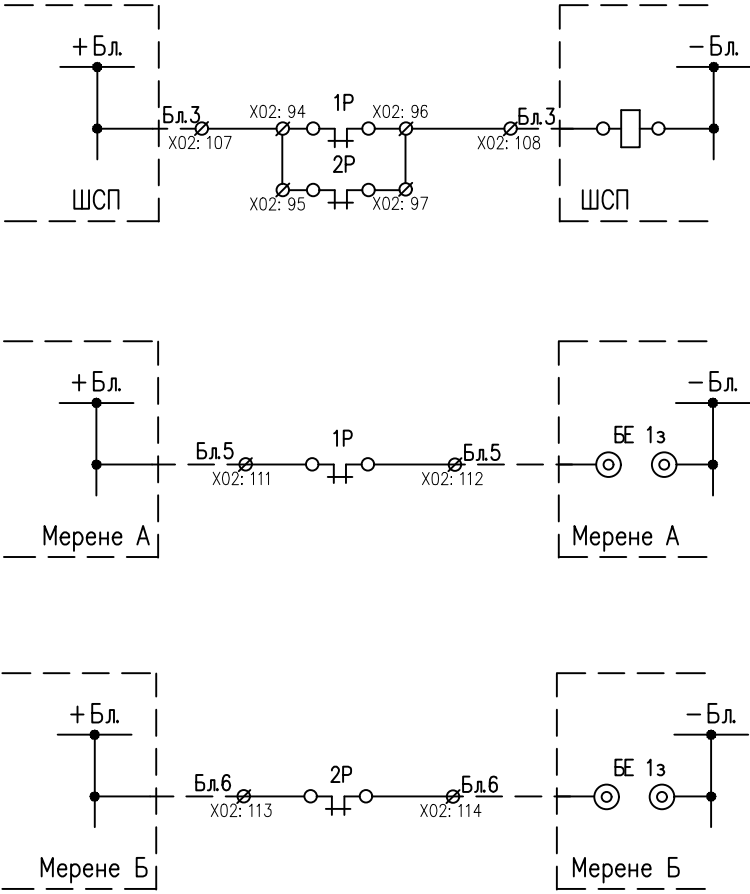 +Бл. −Бл.
Бл.3 X02: 94 1Р X02: 96 Бл.3
X02: 107 2Р X02: 108
ШСП X02: 95 X02: 97 ШСП
+Бл. −Бл.
Бл.5 1Р Бл.5 БЕ 1з
X02: 111 X02: 112
Мерене А Мерене А
+Бл. −Бл.
Бл.6 2Р Бл.6 БЕ 1з
X02: 113 X02: 114
Мерене Б Мерене Б